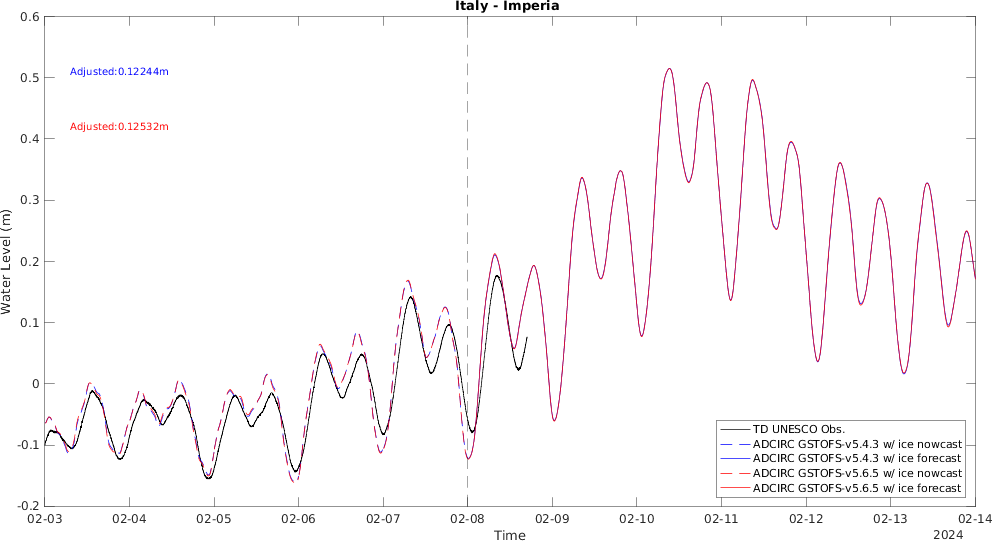 Italy - Imperia
0.6
0.5
0.4
0.3
0.2
0.1
0
-0.1
-0.2
Water Level (m)
Adjusted:0.12244m
Adjusted:0.12532m
TD UNESCO Obs.
ADCIRC GSTOFS-v5.4.3 w/ ice nowcast
ADCIRC GSTOFS-v5.4.3 w/ ice forecast
ADCIRC GSTOFS-v5.6.5 w/ ice nowcast
ADCIRC GSTOFS-v5.6.5 w/ ice forecast
02-03 02-04 02-05 02-06 02-07 02-08 02-09 02-10 02-11 02-12 02-13 02-14
Time
2024